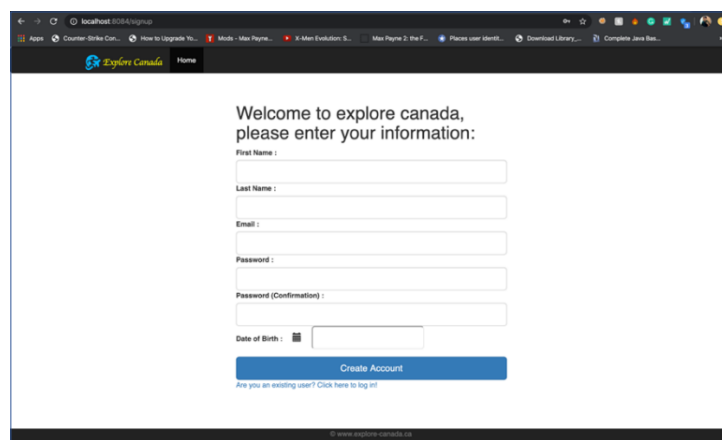 localhost:8084/signup
Apps Counter-Strike Con... How to Upgrade Yo... Mods - Max Payne... X-Men Evolution: S... Max Payne 2: the F... Places user identit... Download Library,... Complete Java Bas...
Explore Canada Home
Welcome to explore canada,
please enter your information:
First Name :
Last Name :
Email :
Password :
Password (Confirmation) :
Date of Birth :
Create Account
Are you an existing user? Click here to log in!
© www.explore-canada.ca